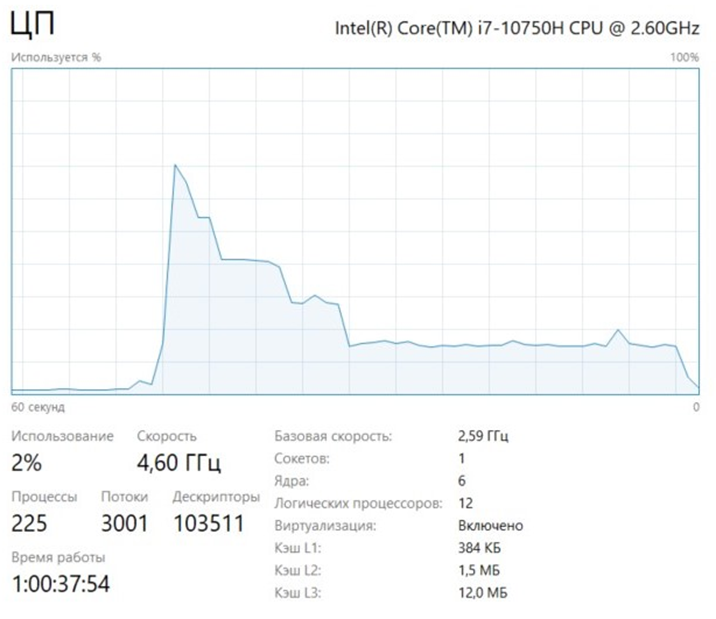 ЦП Intel(R) Core(TM) i7-10750H CPU @ 2.60GHz
Используется % 100%
60 секунд 0
Использование Скорость
2% 4,60 ГГц
Процессы Потоки Дескрипторы
225 3001 103511
Время работы
1:00:37:54
Базовая скорость: 2,59 ГГц
Сокетов: 1
Ядра: 6
Логических процессоров: 12
Виртуализация: Включено
Кэш L1: 384 КБ
Кэш L2: 1,5 МБ
Кэш L3: 12,0 МБ